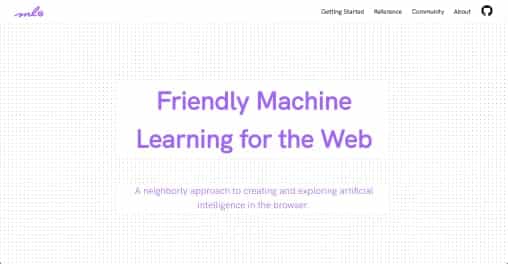 ml5
Getting Started Reference Community About
Friendly Machine
Learning for the Web
A neighborly approach to creating and exploring artificial
intelligence in the browser.